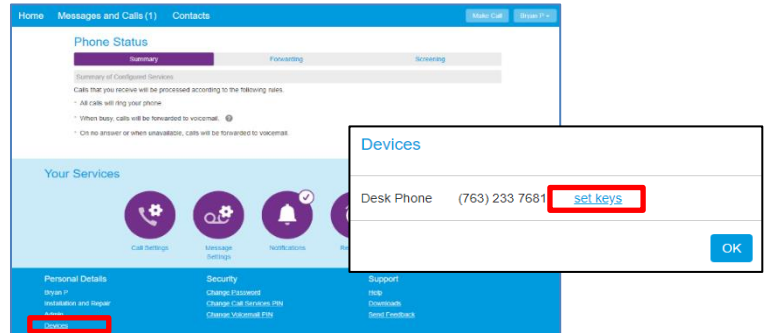 Home Messages and Calls (1) Contacts Make Call Bryan P
Phone Status
Summary Forwarding Screening
Summary of Configured Services
Calls that you receive will be processed according to the following rules.
All calls will ring your phone.
When busy, calls will be forwarded to voicemail.
On no answer or when unavailable, calls will be forwarded to voicemail.
Devices
Desk Phone (763) 233 7681 set keys
OK
Your Services
Call Settings Message Settings Notifications
Personal Details Security Support
Bryan P Change Password Help
Installation and Repair Change Call Services PIN Downloads
Admin Change Voicemail PIN Send Feedback
Devices